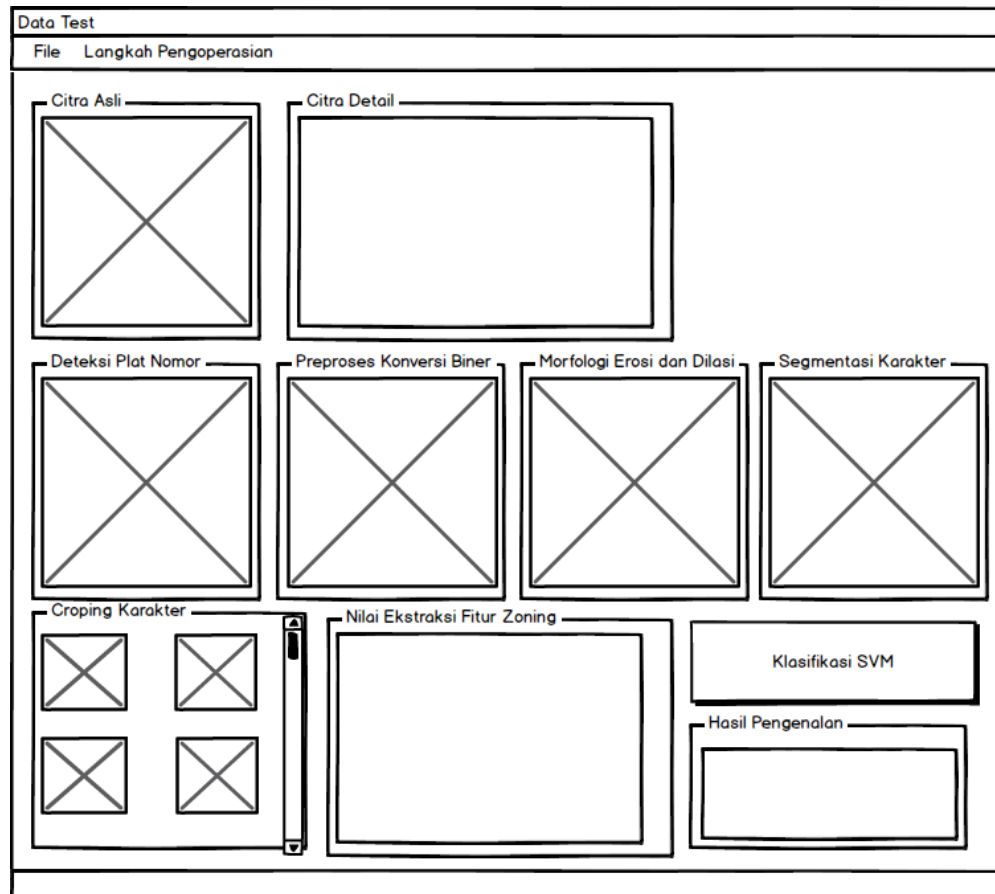 Data Test
File Langkah Pengoperasian
Citra Asli
Citra Detail
Deteksi Plat Nomor
Preproses Konversi Biner
Morfologi Erosi dan Dilasi
Segmentasi Karakter
Croping Karakter
Nilai Ekstraksi Fitur Zoning
Klasifikasi SVM
Hasil Pengenalan